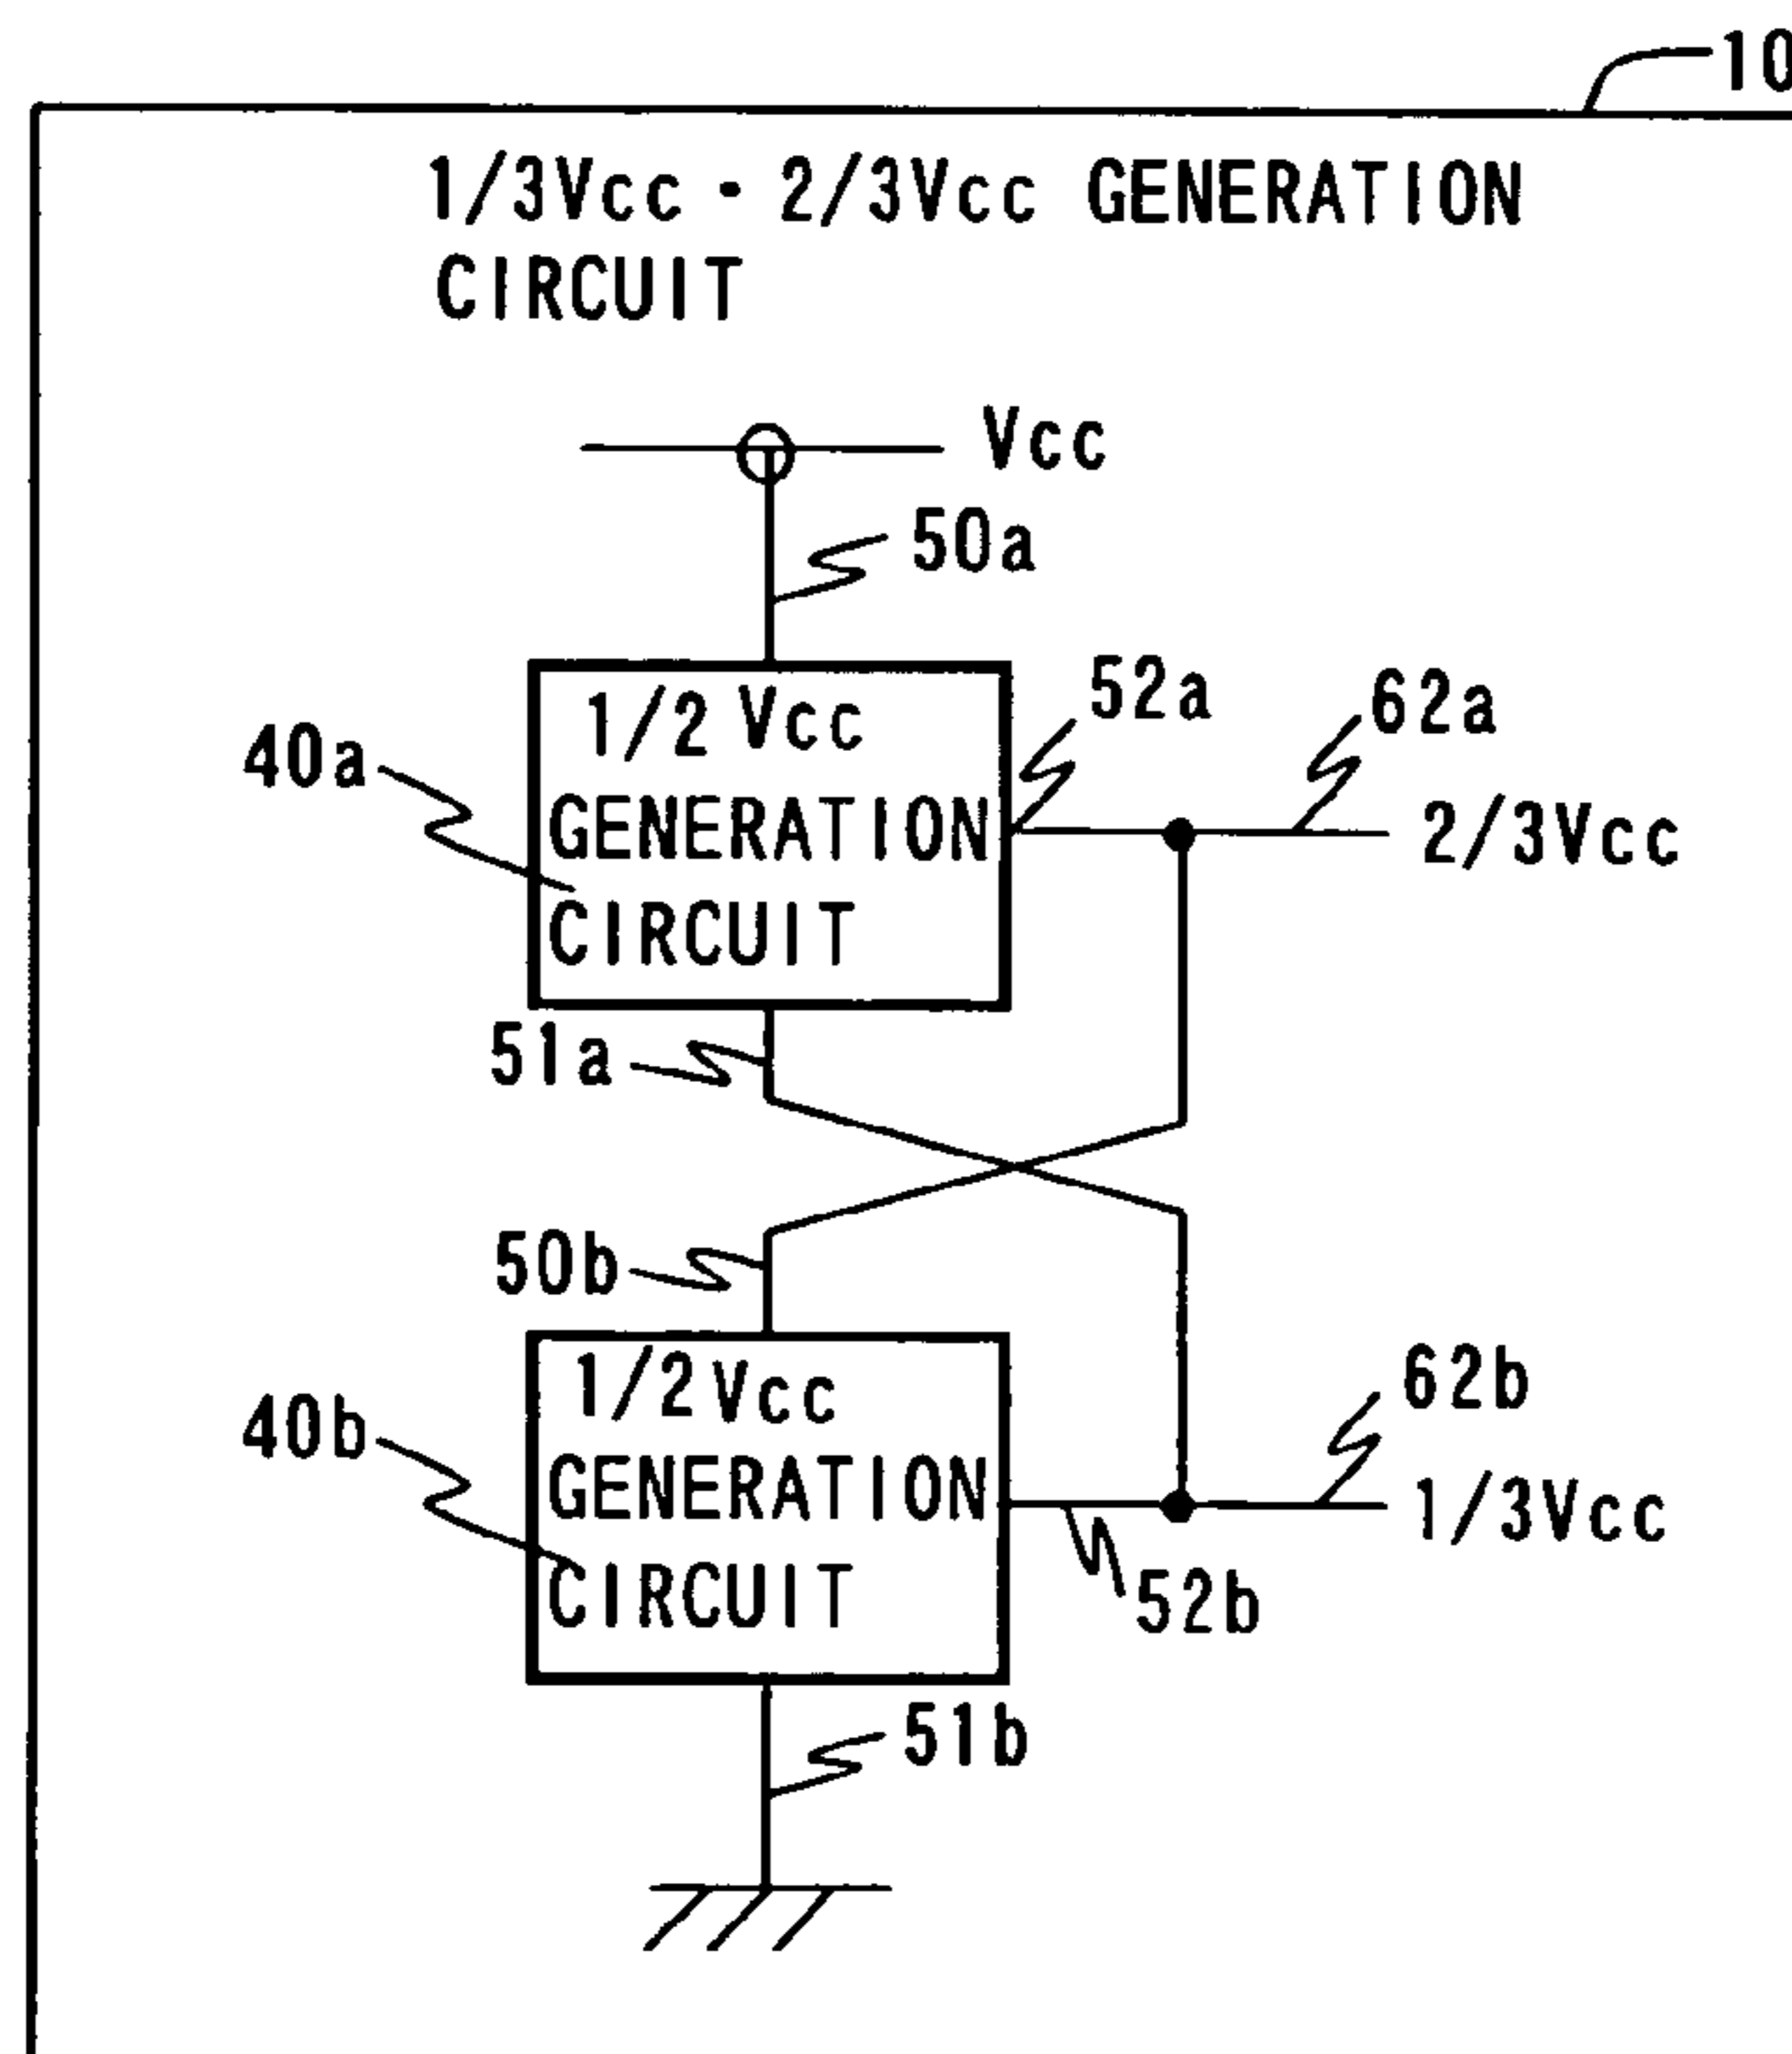 10
1/3Vcc・2/3Vcc GENERATION
CIRCUIT
Vcc
50a
52a
62a
40a
1/2 Vcc
GENERATION
CIRCUIT
2/3Vcc
51a
50b
62b
40b
1/2Vcc
GENERATION
CIRCUIT
1/3Vcc
52b
51b